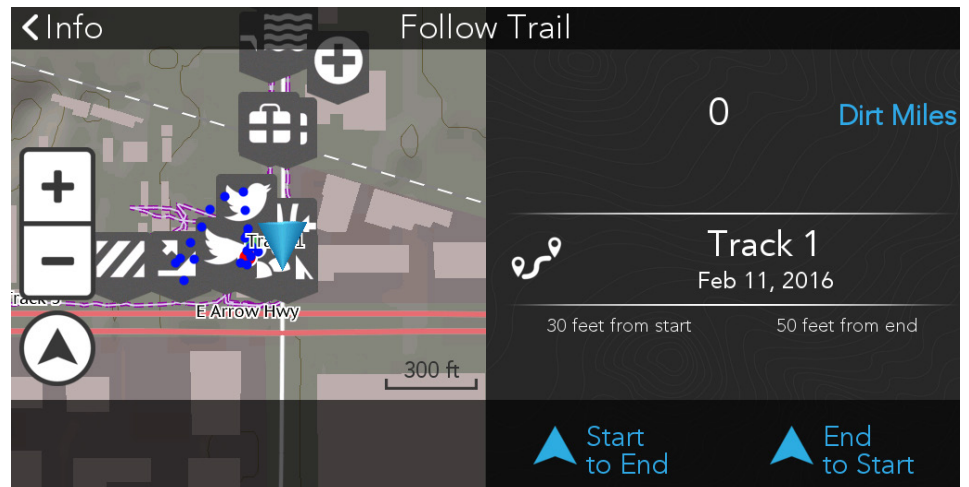 Info
Follow Trail
0
Dirt Miles
Track 1
Feb 11, 2016
30 feet from start
50 feet from end
E Arrow Hwy
300 ft
Start
to End
End
to Start